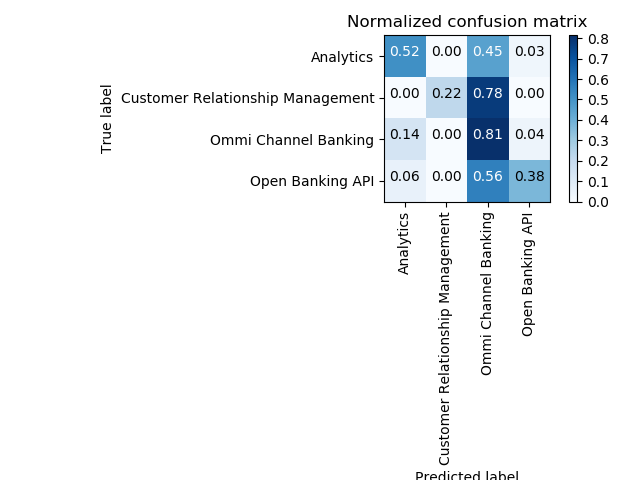 Normalized confusion matrix
True label
Analytics 0.52 0.00 0.45 0.03
Customer Relationship Management 0.00 0.22 0.78 0.00
Ommi Channel Banking 0.14 0.00 0.81 0.04
Open Banking API 0.06 0.00 0.56 0.38
0.8
0.7
0.6
0.5
0.4
0.3
0.2
0.1
0.0
Analytics
Customer Relationship Management
Ommi Channel Banking
Open Banking API
Predicted label